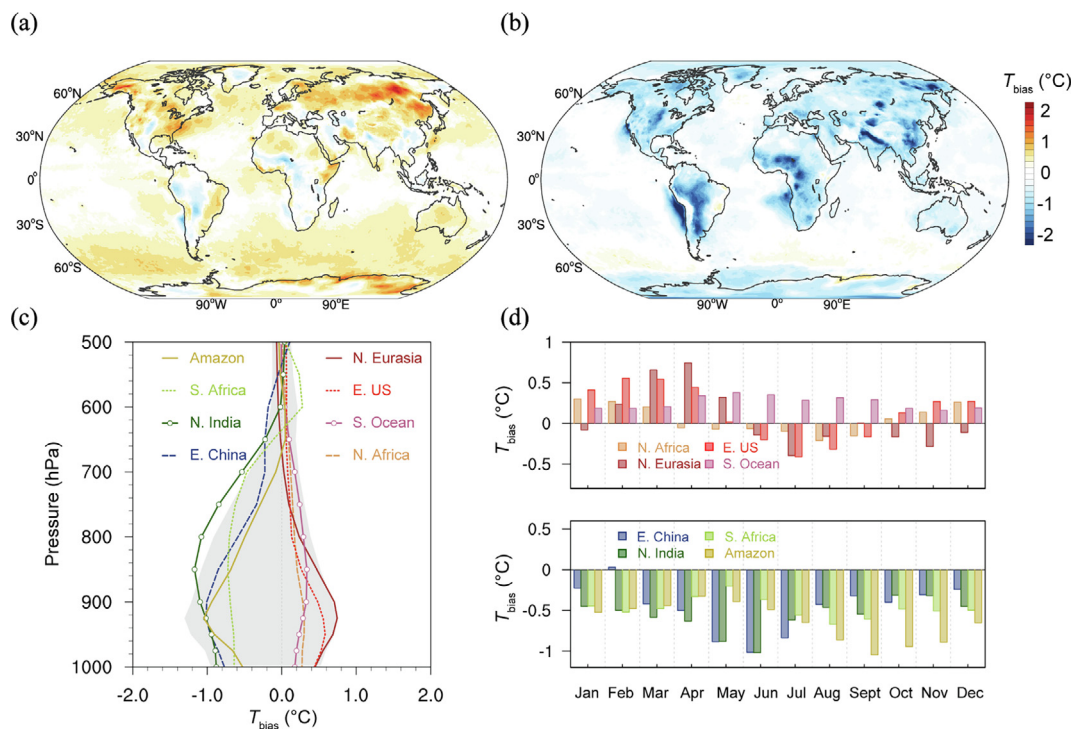 (a)
(b)
60°N
30°N
0°
30°S
60°S
90°W
0°
90°E
60°N
30°N
0°
30°S
60°S
90°W
0°
90°E
Tbias (°C)
2
1
0
-1
-2
(c)
(d)
500
600
700
800
900
1000
Pressure (hPa)
Amazon
S. Africa
N. India
E. China
N. Eurasia
E. US
S. Ocean
N. Africa
-2.0
-1.0
0.0
1.0
2.0
Tbias (°C)
1
0.5
0
-0.5
-1
Tbias (°C)
N. Africa
N. Eurasia
E. US
S. Ocean
0.5
0
-0.5
-1
Tbias (°C)
E. China
N. India
S. Africa
Amazon
Jan Feb Mar Apr May Jun Jul Aug Sept Oct Nov Dec